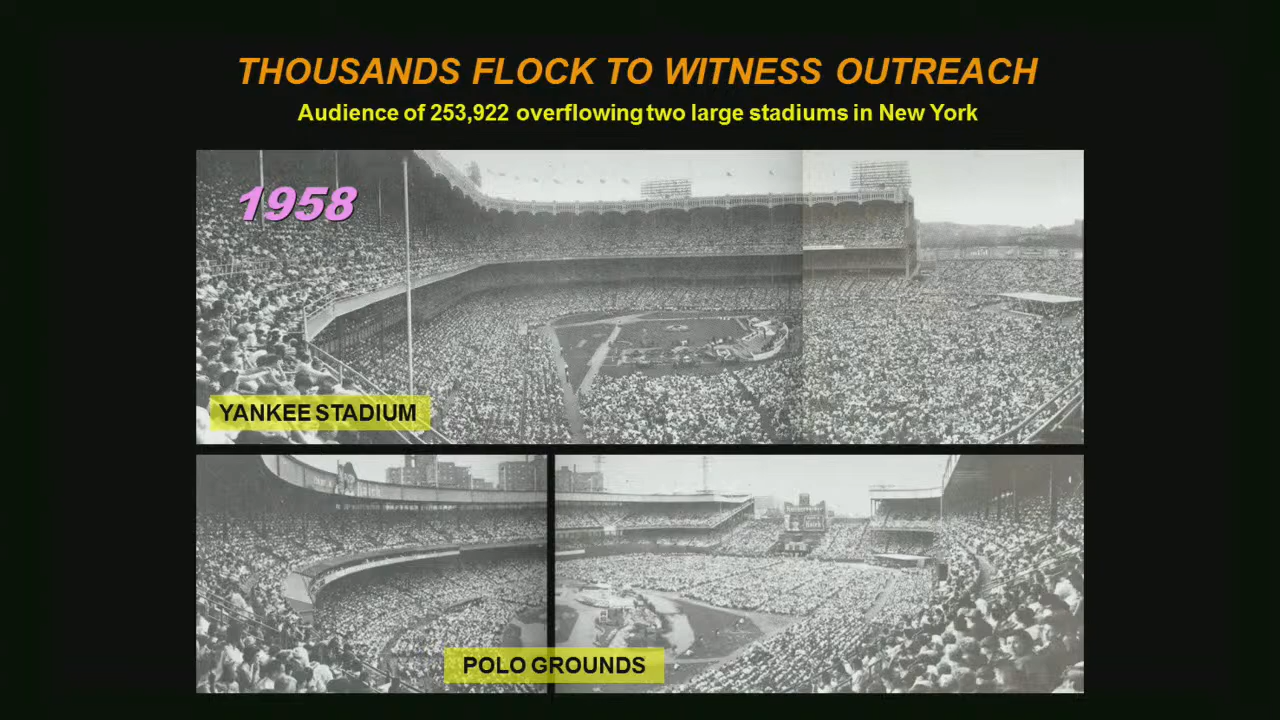 THOUSANDS FLOCK TO WITNESS OUTREACH
Audience of 253,922 overflowing two large stadiums in New York
1958
YANKEE STADIUM
POLO GROUNDS